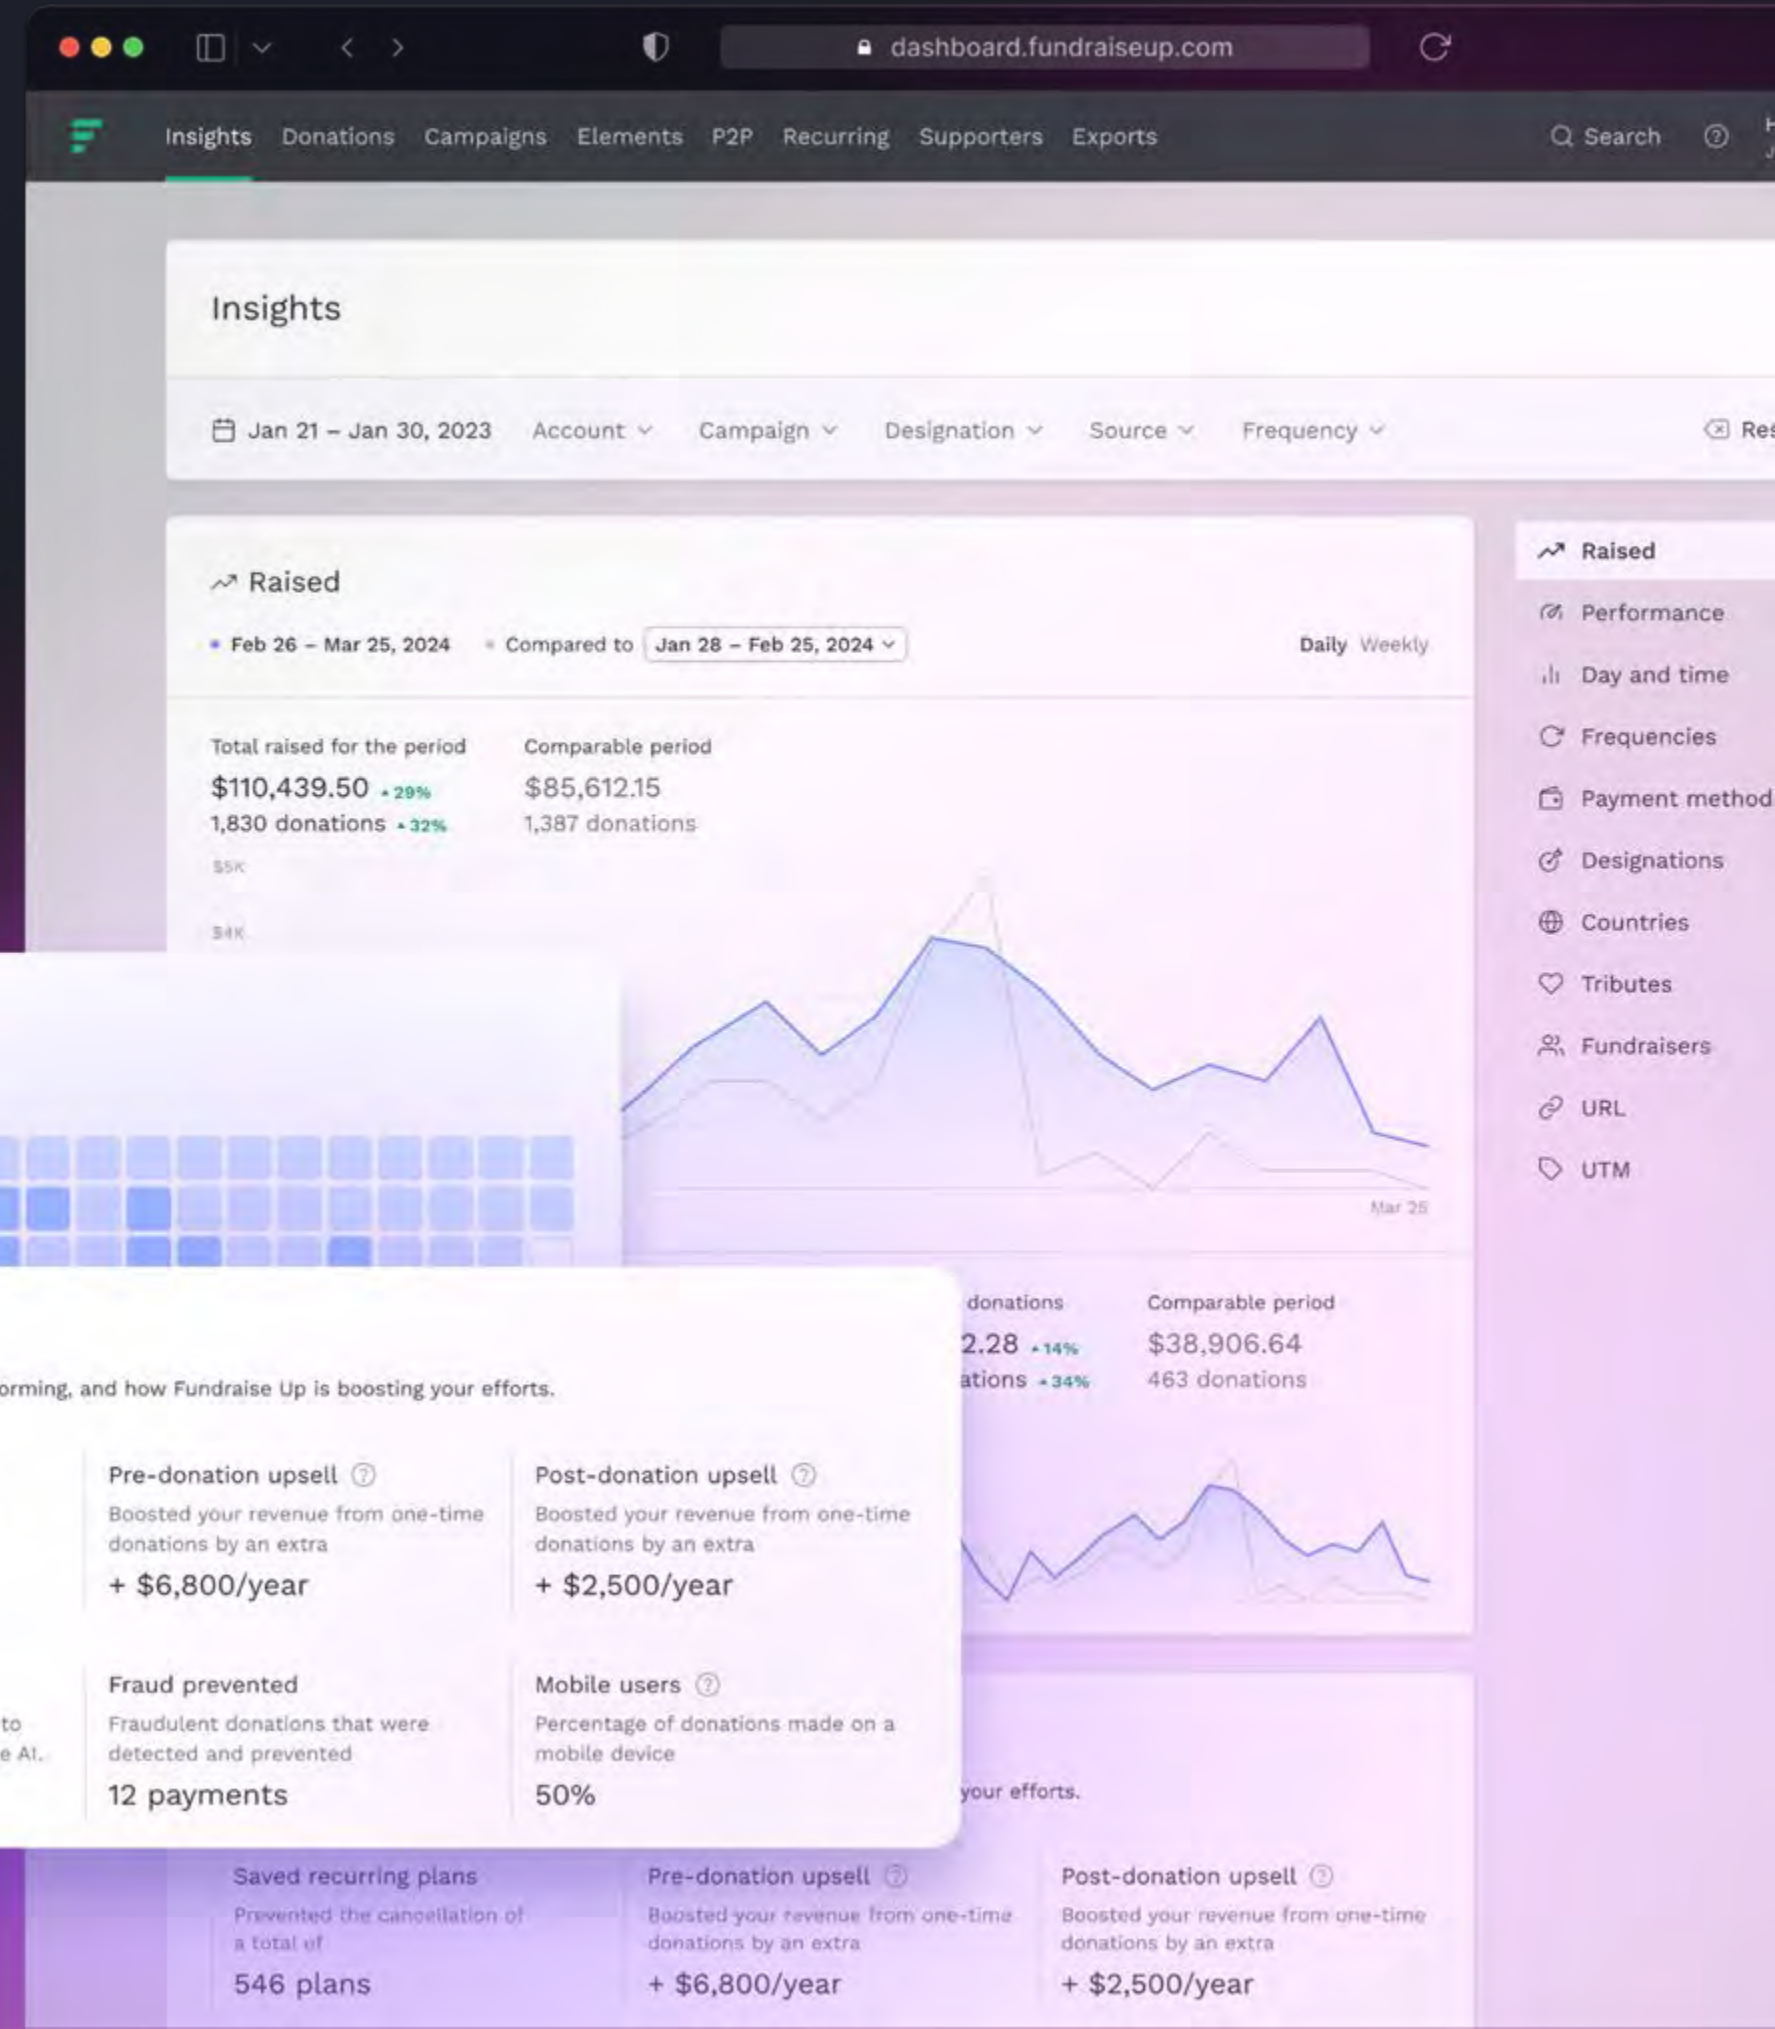 dashboard.fundraiseup.com
Insights Donations Campaigns Elements P2P Recurring Supporters Exports Search
Insights
Jan 21 – Jan 30, 2023 Account Campaign Designation Source Frequency
Raised
Feb 26 – Mar 25, 2024 Compared to Jan 28 – Feb 25, 2024 Daily Weekly
Total raised for the period Comparable period
$110,439.50 29% $85,612.15
1,830 donations 32% 1,387 donations
$5K
$4K
Mar 25
Raised
Performance
Day and time
Frequencies
Payment method
Designations
Countries
Tributes
Fundraisers
URL
UTM
donations Comparable period
2.28 14% $38,906.64
ations 34% 463 donations
orming, and how Fundraise Up is boosting your efforts.
Pre-donation upsell
Boosted your revenue from one-time
donations by an extra
+ $6,800/year
Post-donation upsell
Boosted your revenue from one-time
donations by an extra
+ $2,500/year
to
e AI.
Fraud prevented
Fraudulent donations that were
detected and prevented
12 payments
Mobile users
Percentage of donations made on a
mobile device
50%
your efforts.
Saved recurring plans
Prevented the cancellation of
a total of
546 plans
Pre-donation upsell
Boosted your revenue from one-time
donations by an extra
+ $6,800/year
Post-donation upsell
Boosted your revenue from one-time
donations by an extra
+ $2,500/year